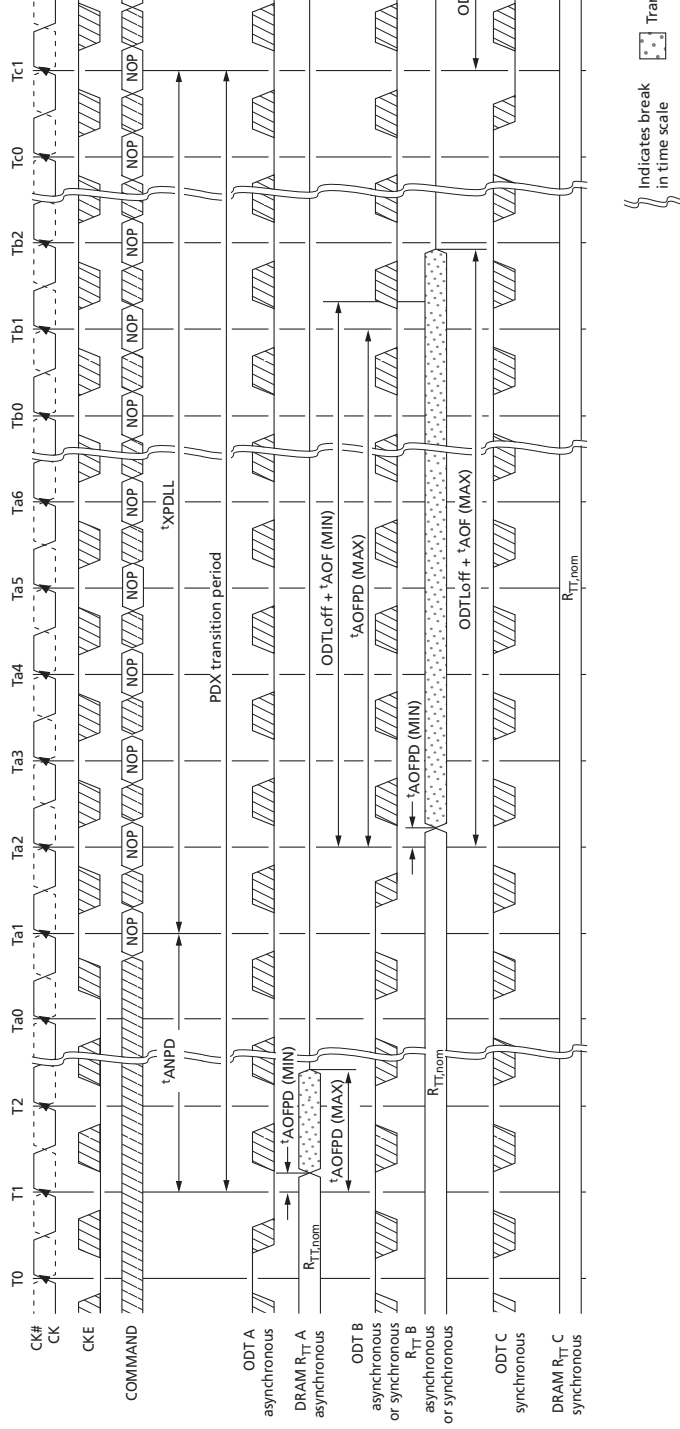 T0 T1 T2 Ta0 Ta1 Ta2 Ta3 Ta4 Ta5 Ta6 Tb0 Tb1 Tb2 Tc0 Tc1
CK#
CK
CKE
COMMAND
NOP NOP NOP NOP NOP NOP NOP NOP NOP NOP NOP
tANPD
tXPDLL
PDX transition period
ODT A
asynchronous
tAOFPD (MIN)
DRAM RTT A
asynchronous
RTT,nom
tAOFPD (MAX)
ODTLoff + tAOF (MIN)
tAOFPD (MAX)
ODT B
asynchronous
or synchronous
tAOFPD (MIN)
RTT B
asynchronous
or synchronous
RTT,nom
ODTLoff + tAOF (MAX)
ODT C
synchronous
DRAM RTT C
synchronous
RTT,nom
Indicates break
in time scale